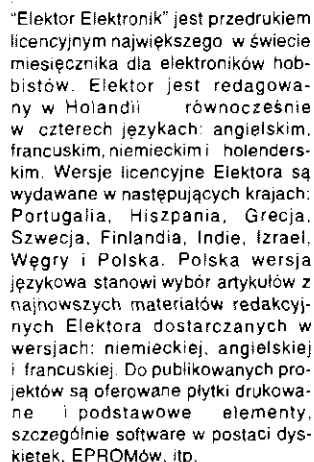 "Elektor Elektronik" jest przedrukiem
licencyjnym największego w świecie
miesięcznika dla elektroników hob-
bistów. Elektor jest redagowa-
ny w Holandii równocześnie
w czterech językach: angielskim,
francuskim, niemieckim i holenders-
kim. Wersje licencyjne Elektora są
wydawane w następujących krajach:
Portugalia, Hiszpania, Grecja,
Szwecja, Finlandia, Indie, Izrael,
Węgry i Polska. Polska wersja
językowa stanowi wybór artykułów z
najnowszych materiałów redakcyj-
nych Elektora dostarczanych w
wersjach: niemieckiej, angielskiej
i francuskiej. Do publikowanych pro-
jektów są oferowane płytki drukowa-
ne i podstawowe elementy,
szczególnie software w postaci dys-
kietek, EPROMów, itp.